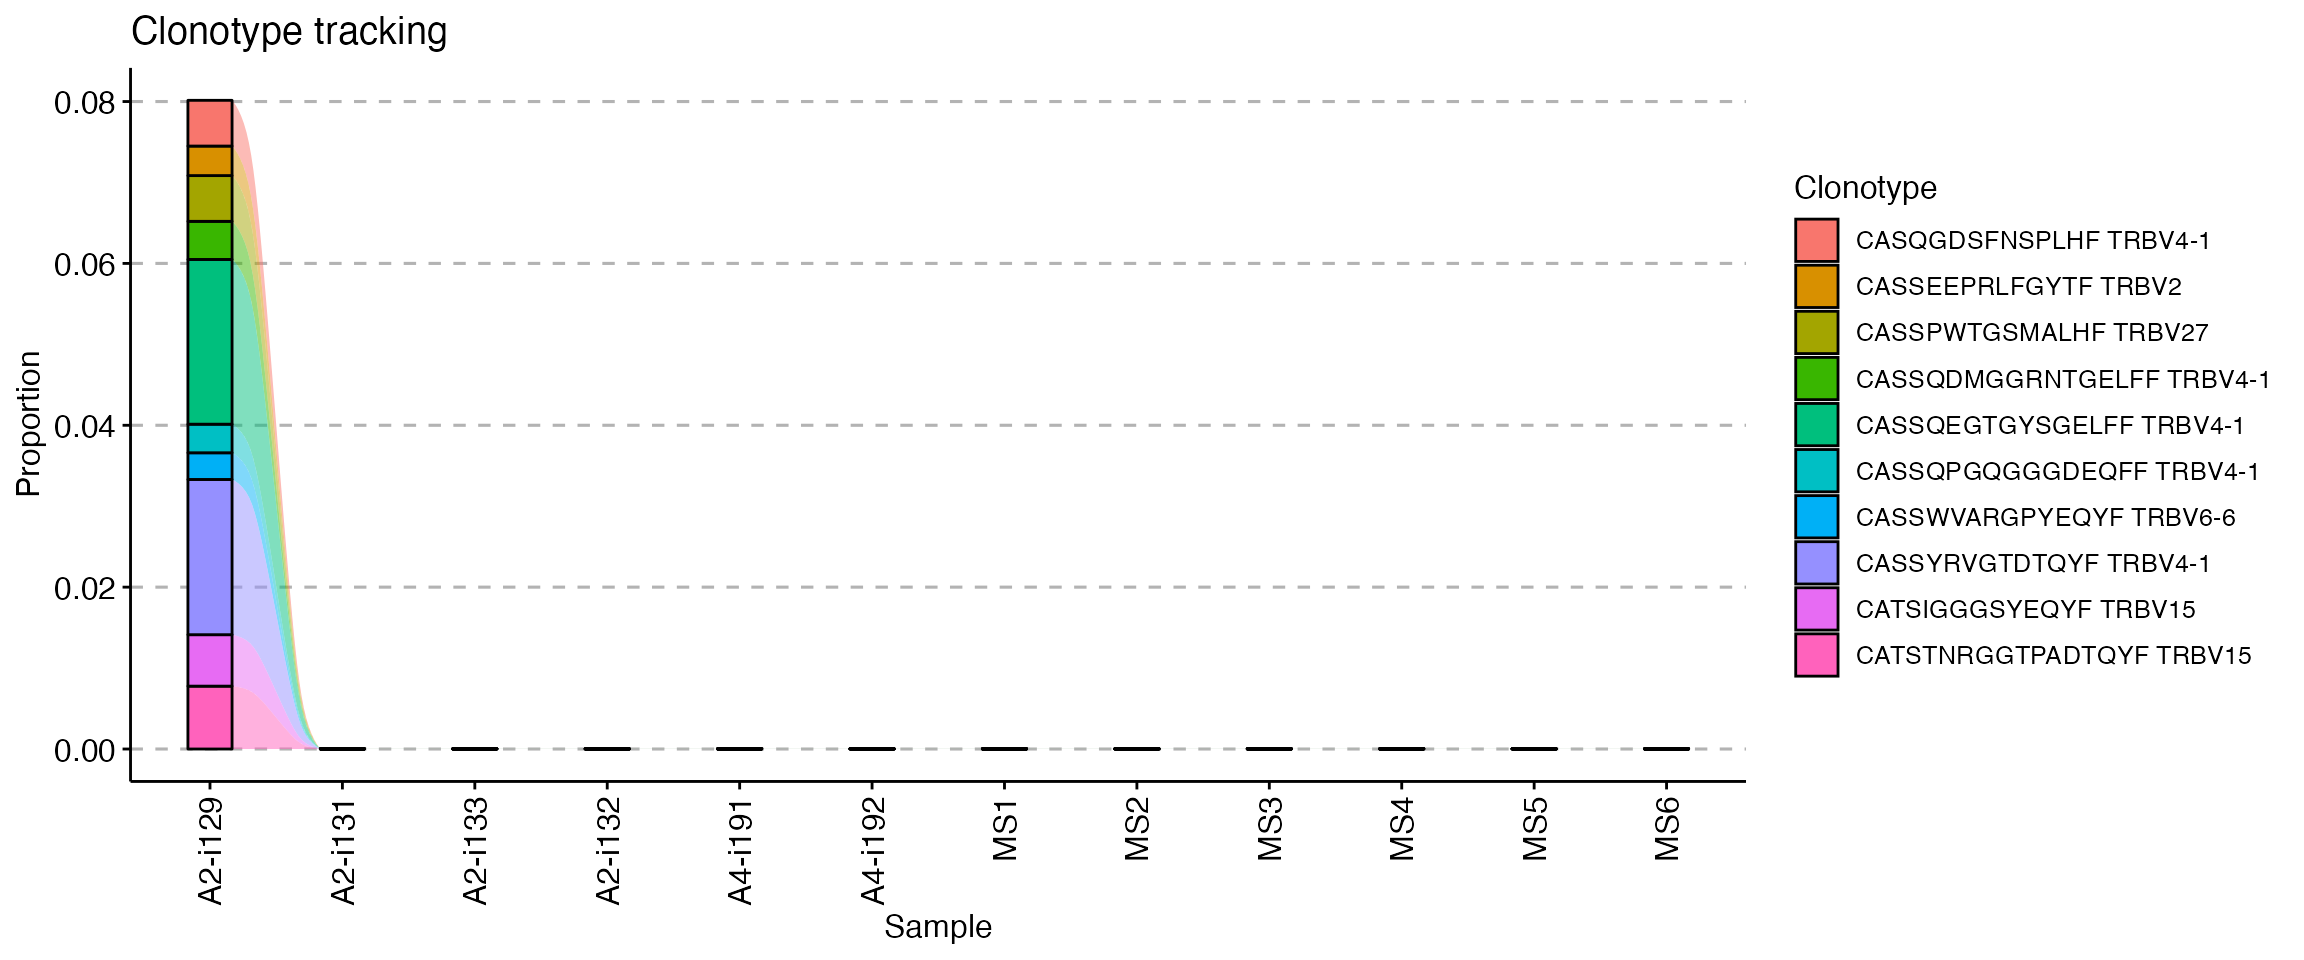 Clonotype tracking
0.08
0.06
0.04
0.02
0.00
Proportion
A2-i129
A2-i131
A2-i133
A2-i132
A4-i191
A4-i192
MS1
MS2
MS3
MS4
MS5
MS6
Sample
Clonotype
CASQGDSFNSPLHF TRBV4-1
CASSEEPRLFGYTF TRBV2
CASSPWTGSMALHF TRBV27
CASSQDMGGRNTGELFF TRBV4-1
CASSQEGTGYSGELFF TRBV4-1
CASSQPGQGGGDEQFF TRBV4-1
CASSWVARGPYEQYF TRBV6-6
CASSYRVGTDTQYF TRBV4-1
CATSIGGGSYEQYF TRBV15
CATSTNRGGTPADTQYF TRBV15